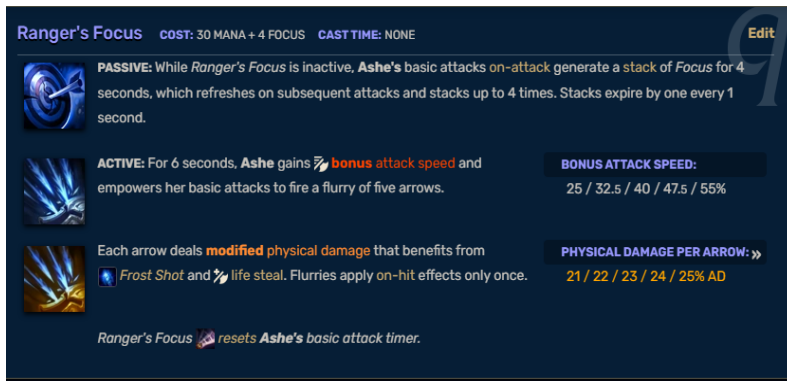 Ranger's Focus COST: 30 MANA + 4 FOCUS CAST TIME: NONE
Edit
q
PASSIVE: While Ranger's Focus is inactive, Ashe's basic attacks on-attack generate a stack of Focus for 4
seconds, which refreshes on subsequent attacks and stacks up to 4 times. Stacks expire by one every 1
second.
ACTIVE: For 6 seconds, Ashe gains bonus attack speed and
empowers her basic attacks to fire a flurry of five arrows.
BONUS ATTACK SPEED:
25 / 32.5 / 40 / 47.5 / 55%
Each arrow deals modified physical damage that benefits from
Frost Shot and life steal. Flurries apply on-hit effects only once.
PHYSICAL DAMAGE PER ARROW: »
21 / 22 / 23 / 24 / 25% AD
Ranger's Focus resets Ashe's basic attack timer.